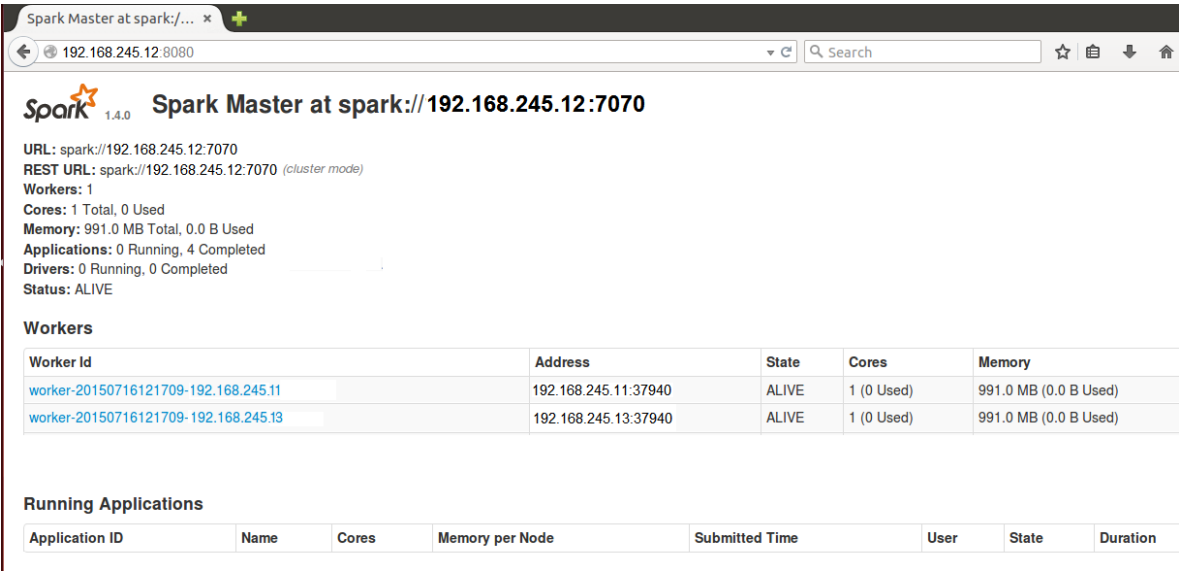 Spark Master at spark:/... ×
192.168.245.12:8080 Search
Spark 1.4.0 Spark Master at spark://192.168.245.12:7070
URL: spark://192.168.245.12:7070
REST URL: spark://192.168.245.12:7070 (cluster mode)
Workers: 1
Cores: 1 Total, 0 Used
Memory: 991.0 MB Total, 0.0 B Used
Applications: 0 Running, 4 Completed
Drivers: 0 Running, 0 Completed
Status: ALIVE
Workers
Worker Id Address State Cores Memory
worker-20150716121709-192.168.245.11 192.168.245.11:37940 ALIVE 1 (0 Used) 991.0 MB (0.0 B Used)
worker-20150716121709-192.168.245.13 192.168.245.13:37940 ALIVE 1 (0 Used) 991.0 MB (0.0 B Used)
Running Applications
Application ID Name Cores Memory per Node Submitted Time User State Duration